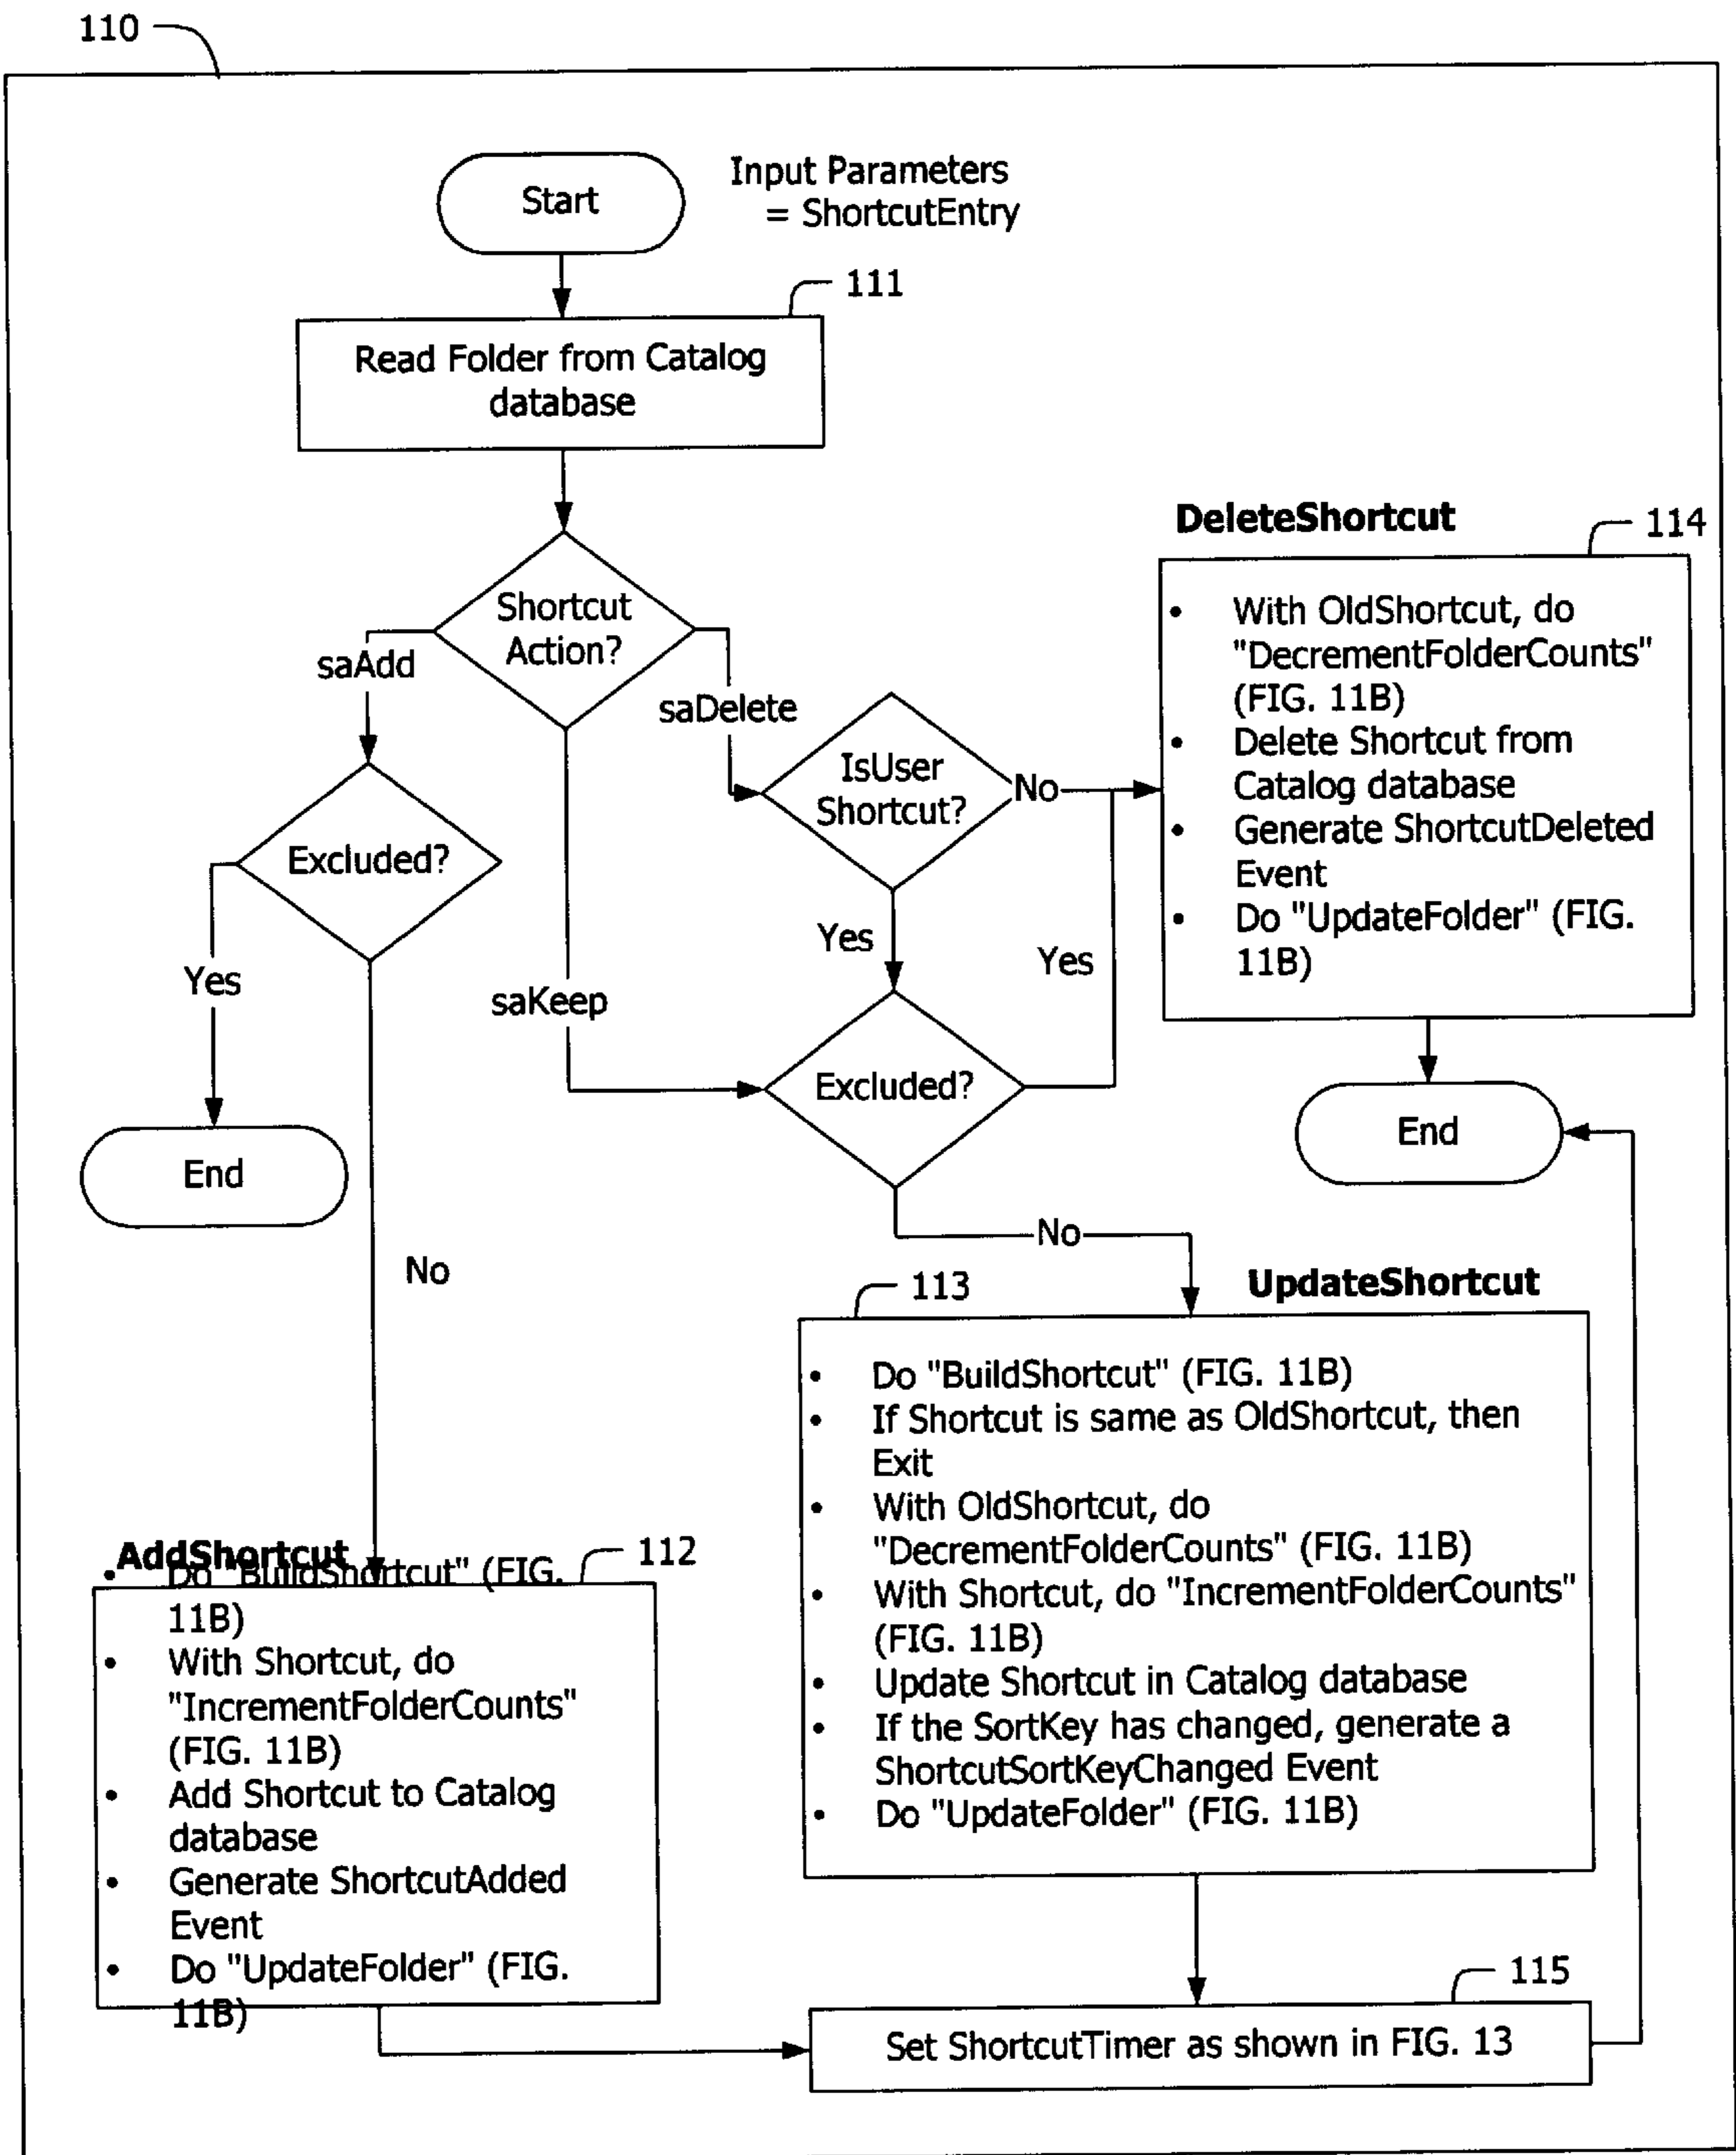 110
Start
Input Parameters
= ShortcutEntry
111
Read Folder from Catalog
database
Shortcut
Action?
saAdd
saDelete
saKeep
Excluded?
Yes
End
No
IsUser
Shortcut?
No
Yes
Yes
Excluded?
No
DeleteShortcut
114
• With OldShortcut, do
"DecrementFolderCounts"
(FIG. 11B)
• Delete Shortcut from
Catalog database
• Generate ShortcutDeleted
Event
• Do "UpdateFolder" (FIG.
11B)
End
113
UpdateShortcut
• Do "BuildShortcut" (FIG. 11B)
• If Shortcut is same as OldShortcut, then
Exit
• With OldShortcut, do
"DecrementFolderCounts" (FIG. 11B)
• With Shortcut, do "IncrementFolderCounts"
(FIG. 11B)
• Update Shortcut in Catalog database
• If the SortKey has changed, generate a
ShortcutSortKeyChanged Event
• Do "UpdateFolder" (FIG. 11B)
AddShortcut
112
• Do "BuildShortcut" (FIG.
11B)
• With Shortcut, do
"IncrementFolderCounts"
(FIG. 11B)
• Add Shortcut to Catalog
database
• Generate ShortcutAdded
Event
• Do "UpdateFolder" (FIG.
11B)
115
Set ShortcutTimer as shown in FIG. 13